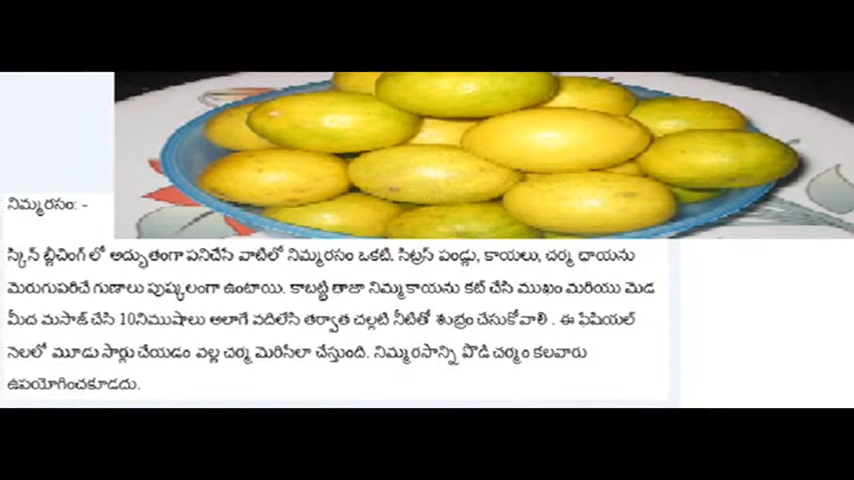 నిమ్మరసం: -
స్కిన్ బ్లీచింగ్ లో అద్భుతంగా పనిచేసే వాటిలో నిమ్మరసం ఒకటి. సిట్రస్ పండ్లు, కాయలు, చర్మ ఛాయను
మెరుగుపరిచే గుణాలు పుష్కలంగా ఉంటాయి. కాబట్టి తాజా నిమ్మకాయను కట్ చేసి ముఖం మరియు మెడ
మీద మసాజ్ చేసి 10నిముషాలు అలాగే వదిలేసి తర్వాత చల్లటి నీటితో శుభ్రం చేసుకోవాలి . ఈ ఫేషియల్
నెలలో మూడు సార్లు చేయడం వల్ల చర్మ మెరిసేలా చేస్తుంది. నిమ్మరసాన్ని పొడి చర్మం కలవారు
ఉపయోగించకూడదు.